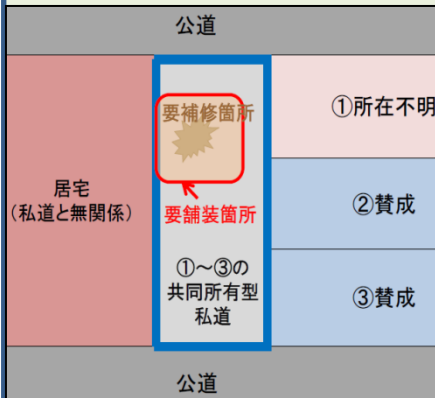 公道
要補修箇所
①所在不明
居宅
(私道と無関係)
要舗装箇所
②賛成
①～③の
共同所有型
私道
③賛成
公道